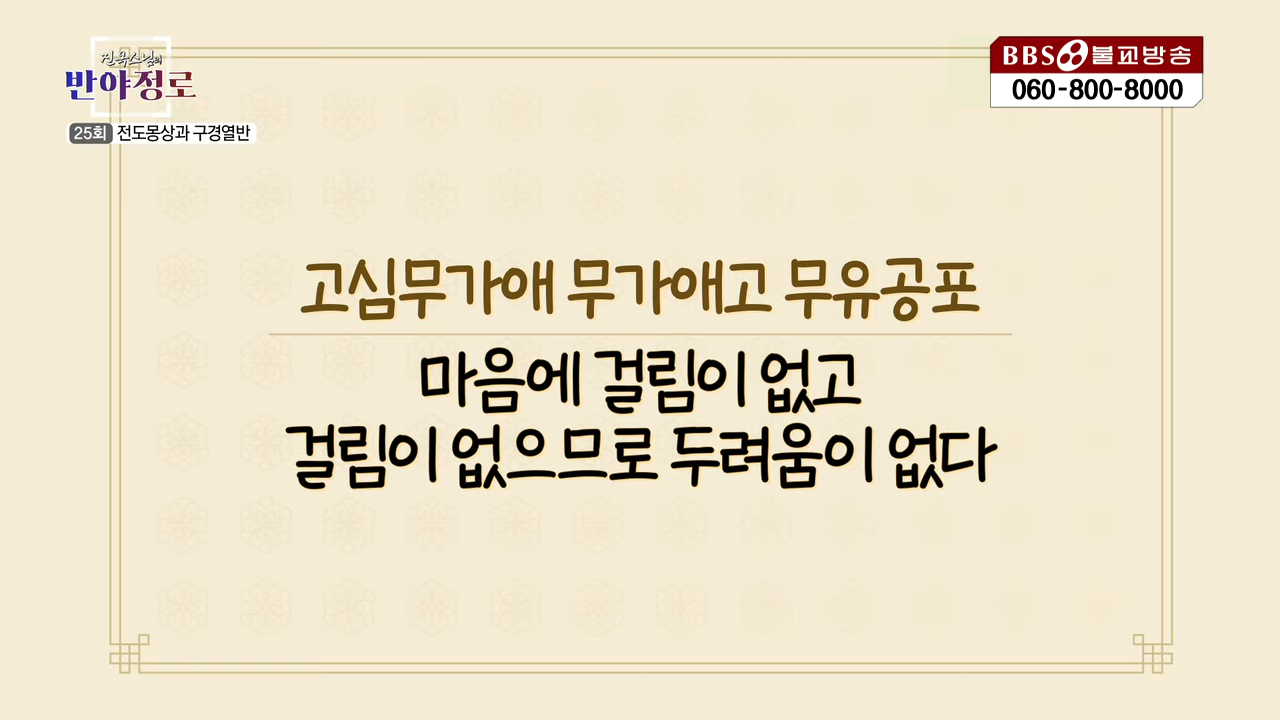 전옥스님의
반야정로
25회 전도몽상과 구경열반
BBS 불교방송
060-800-8000
고심무가애 무가애고 무유공포
마음에 걸림이 없고
걸림이 없으므로 두려움이 없다